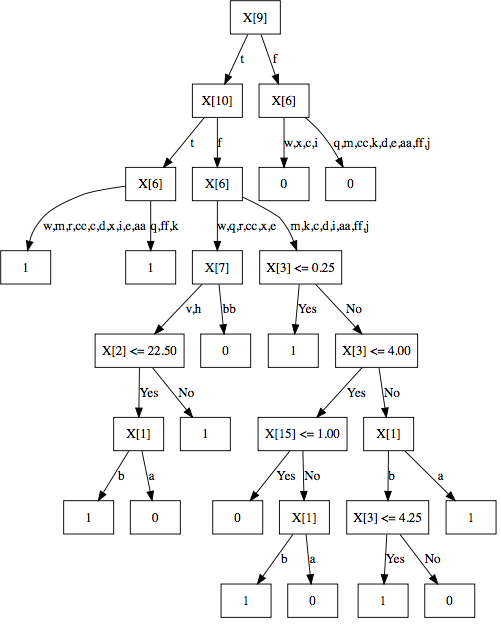 X[9]
t f
X[10] X[6]
t f w,x,c,i q,m,cc,k,d,e,aa,ff,j
X[6] X[6] 0 0
w,m,r,cc,c,d,x,i,e,aa q,ff,k w,q,r,cc,x,e m,k,c,d,i,aa,ff,j
1 1 X[7] X[3] <= 0.25
v,h bb Yes No
X[2] <= 22.50 0 1 X[3] <= 4.00
Yes No Yes No
X[1] 1 X[15] <= 1.00 X[1]
b a Yes No b a
1 0 0 X[1] X[3] <= 4.25 1
b a Yes No
1 0 1 0